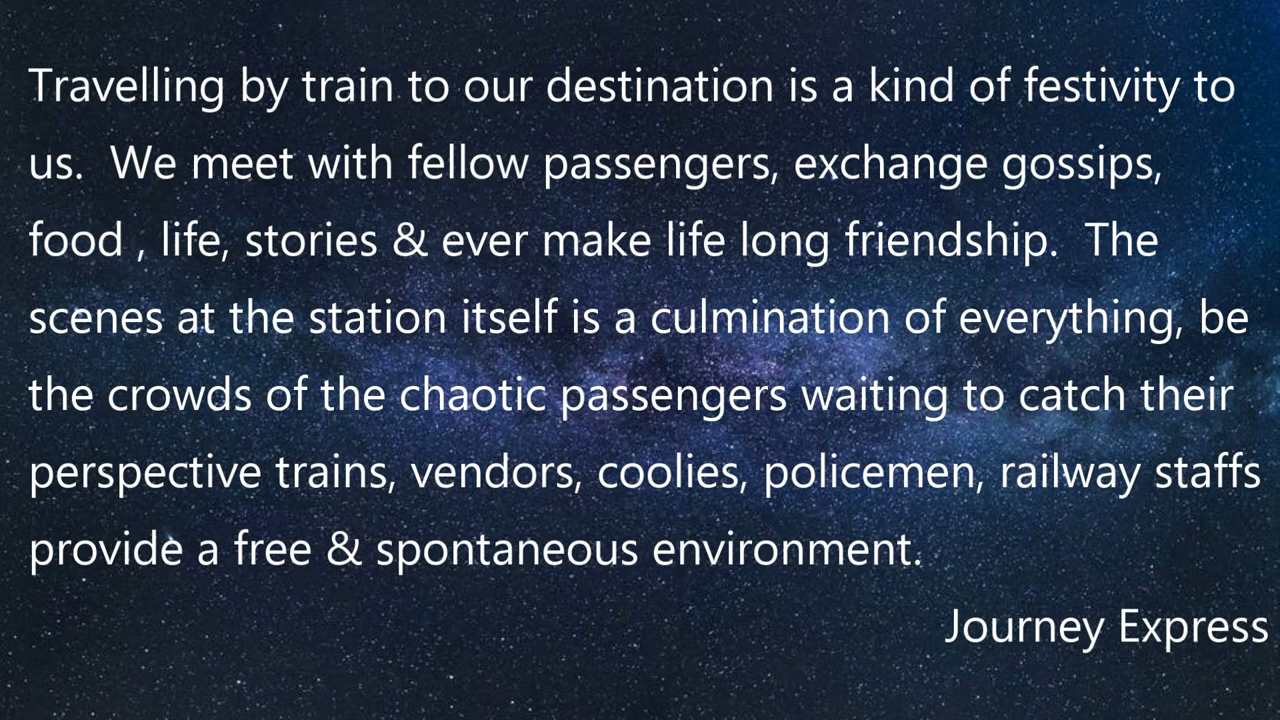 Travelling by train to our destination is a kind of festivity to
us.  We meet with fellow passengers, exchange gossips,
food , life, stories & ever make life long friendship.  The
scenes at the station itself is a culmination of everything, be
the crowds of the chaotic passengers waiting to catch their
perspective trains, vendors, coolies, policemen, railway staffs
provide a free & spontaneous environment.
Journey Express